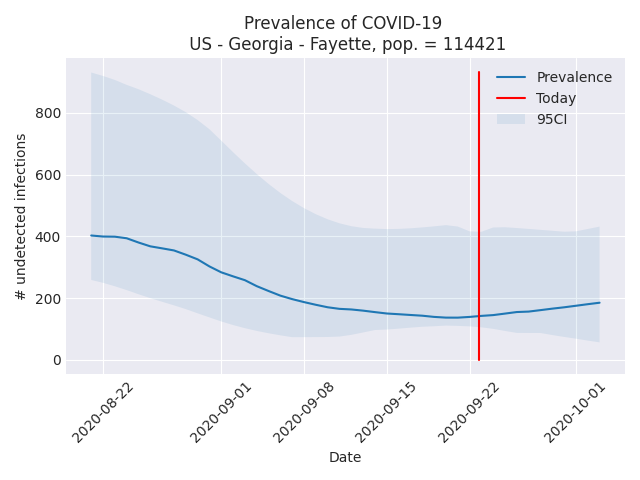 Prevalence of COVID-19
US - Georgia - Fayette, pop. = 114421
Prevalence
Today
95CI
# undetected infections
800
600
400
200
0
2020-08-22
2020-09-01
2020-09-08
2020-09-15
2020-09-22
2020-10-01
Date